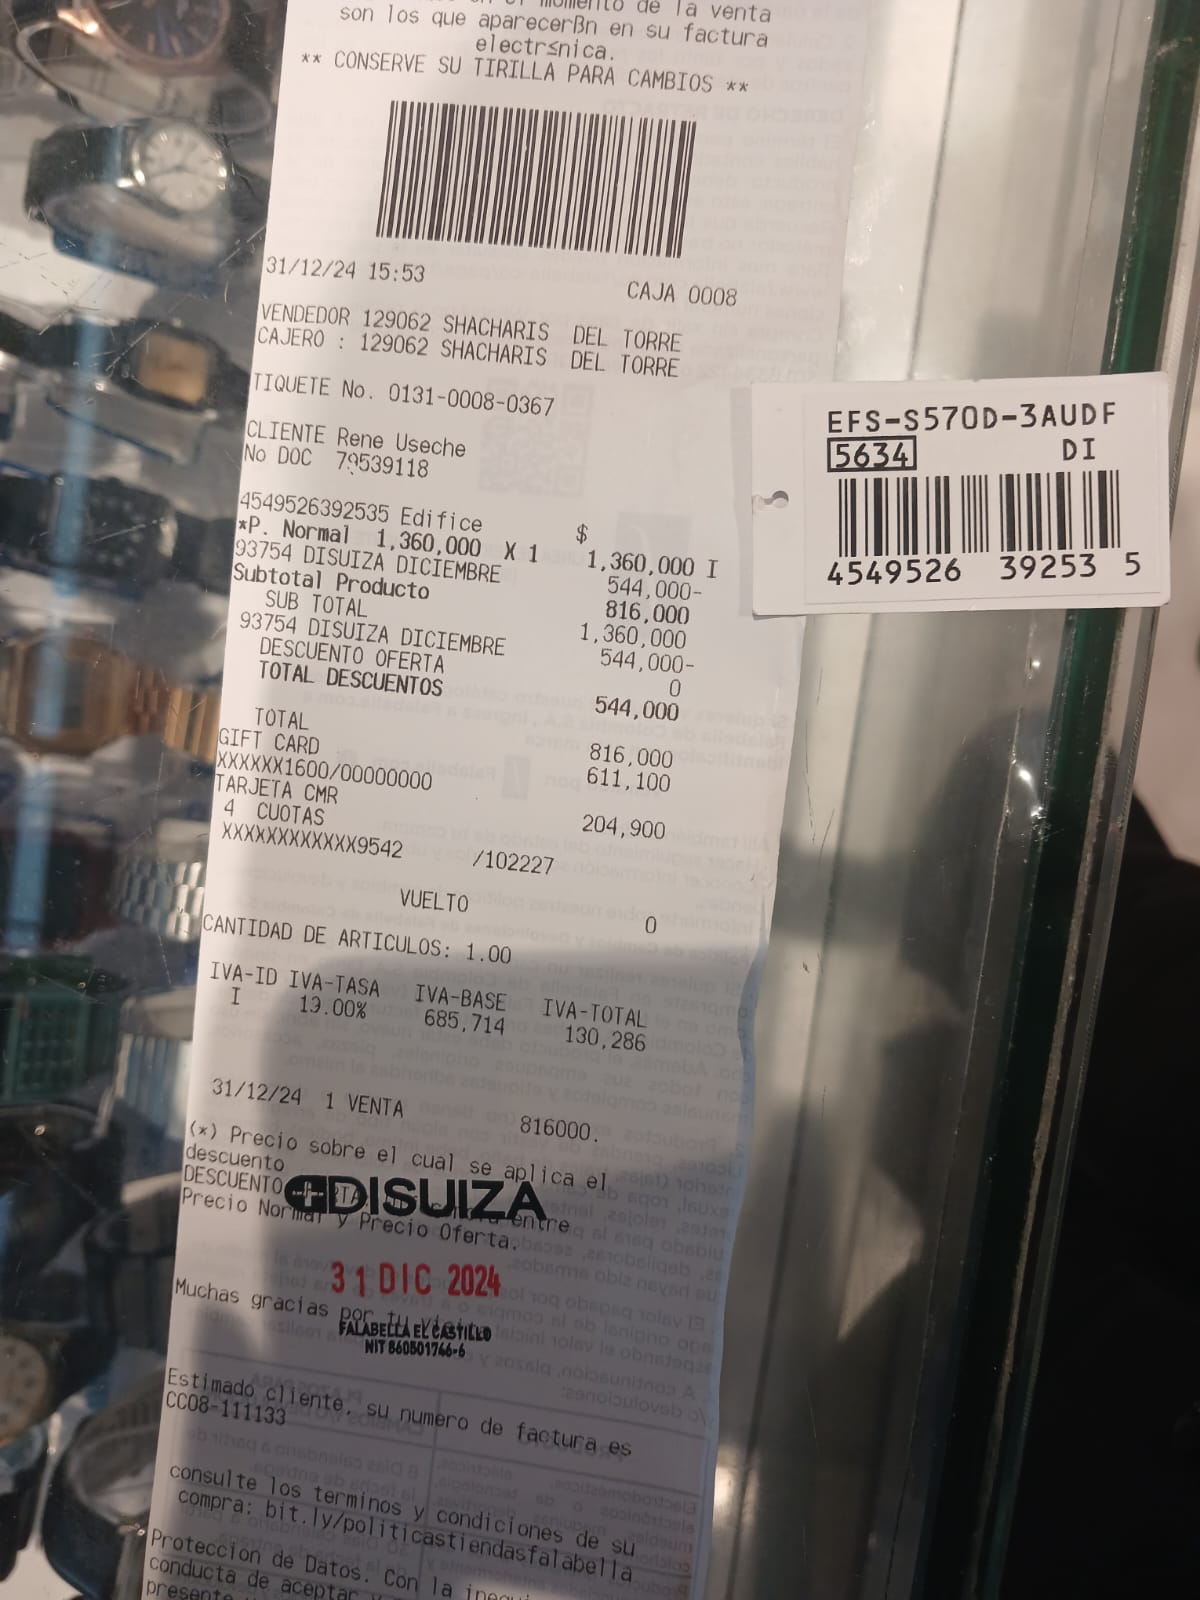 momento de la venta
son los que aparecerßn en su factura
electr≤nica.
** CONSERVE SU TIRILLA PARA CAMBIOS **
31/12/24 15:53
CAJA 0008
VENDEDOR 129062 SHACHARIS DEL TORRE
CAJERO : 129062 SHACHARIS DEL TORRE
TIQUETE No. 0131-0008-0367
CLIENTE Rene Useche
No DOC 79539118
4549526392535 Edifice $
*P. Normal 1,360,000 X 1 1,360,000 I
93754 DISUIZA DICIEMBRE 544,000-
Subtotal Producto 816,000
SUB TOTAL 1,360,000
93754 DISUIZA DICIEMBRE 544,000-
DESCUENTO OFERTA 0
TOTAL DESCUENTOS 544,000
TOTAL 816,000
GIFT CARD 611,100
XXXXXX1600/00000000
TARJETA CMR 204,900
4 CUOTAS
XXXXXXXXXXXX9542 /102227
VUELTO 0
CANTIDAD DE ARTICULOS: 1.00
IVA-ID IVA-TASA IVA-BASE IVA-TOTAL
I 19.00% 685,714 130,286
31/12/24 1 VENTA 816000.
(*) Precio sobre el cual se aplica el
descuento
DESCUENTO entre
Precio Normal y Precio Oferta.
DISUIZA
31 DIC 2024
Muchas gracias por tu
FALABELLA EL CASTILLO
NIT 860501766-6
Estimado cliente, su numero de factura es
CC08-111133
consulte los terminos y condiciones de su
compra: bit.ly/politicastiendasfalabella
Proteccion de Datos. Con la
conducta de aceptar
EFS-S570D-3AUDF
5634 DI
4549526 39253 5